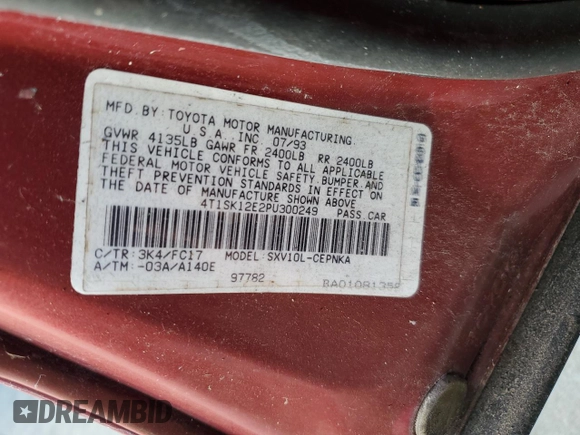 MFD. BY: TOYOTA MOTOR MANUFACTURING,
U.S.A., INC. 07/93
GVWR 4135LB GAWR FR 2400LB RR 2400LB
THIS VEHICLE CONFORMS TO ALL APPLICABLE
FEDERAL MOTOR VEHICLE SAFETY, BUMPER, AND
THEFT PREVENTION STANDARDS IN EFFECT ON
THE DATE OF MANUFACTURE SHOWN ABOVE.
4T1SK12E2PU300249 PASS. CAR
C/TR: 3K4/FC17 MODEL: SXV10L-CEPNKA
A/TM: -03A/A140E
97782
DREAMBID